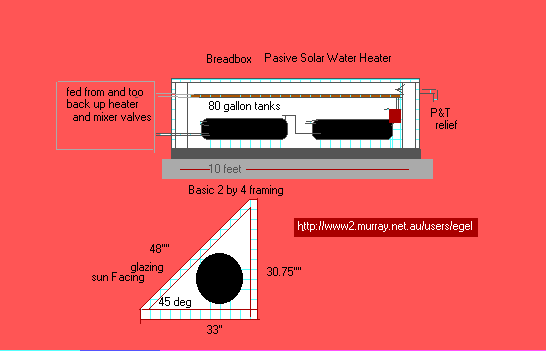 Breadbox Pasive Solar Water Heater
fed from and too
back up heater
and mixer valves
80 gallon tanks
P&T
relief
10 feet
Basic 2 by 4 framing
http://www2.murray.net.au/users/egel
48""
glazing
sun Facing
30.75""
45 deg
33"